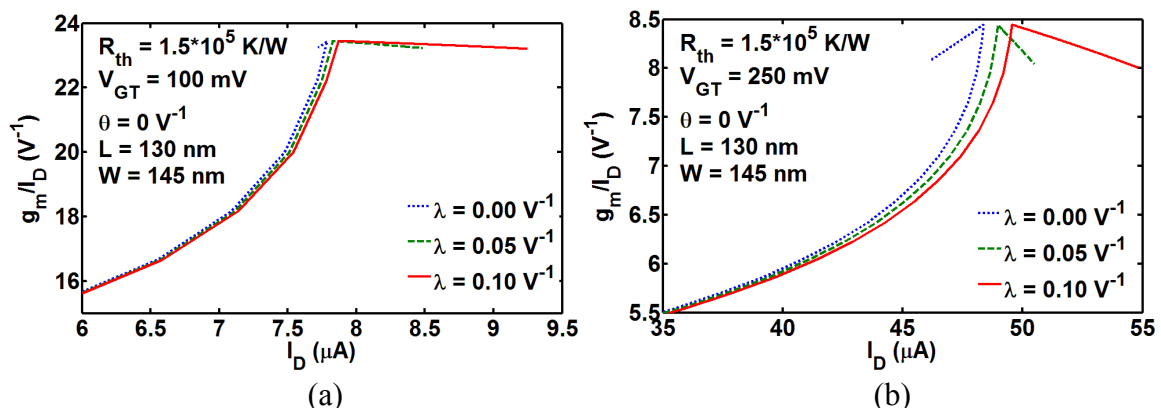 24
22
20
18
16
g_m/I_D (V⁻¹)
R_th = 1.5*10⁵ K/W
V_GT = 100 mV
θ = 0 V⁻¹
L = 130 nm
W = 145 nm
λ = 0.00 V⁻¹
λ = 0.05 V⁻¹
λ = 0.10 V⁻¹
6 6.5 7 7.5 8 8.5 9 9.5
I_D (μA)
(a)
8.5
8
7.5
7
6.5
6
5.5
g_m/I_D (V⁻¹)
R_th = 1.5*10⁵ K/W
V_GT = 250 mV
θ = 0 V⁻¹
L = 130 nm
W = 145 nm
λ = 0.00 V⁻¹
λ = 0.05 V⁻¹
λ = 0.10 V⁻¹
35 40 45 50 55
I_D (μA)
(b)